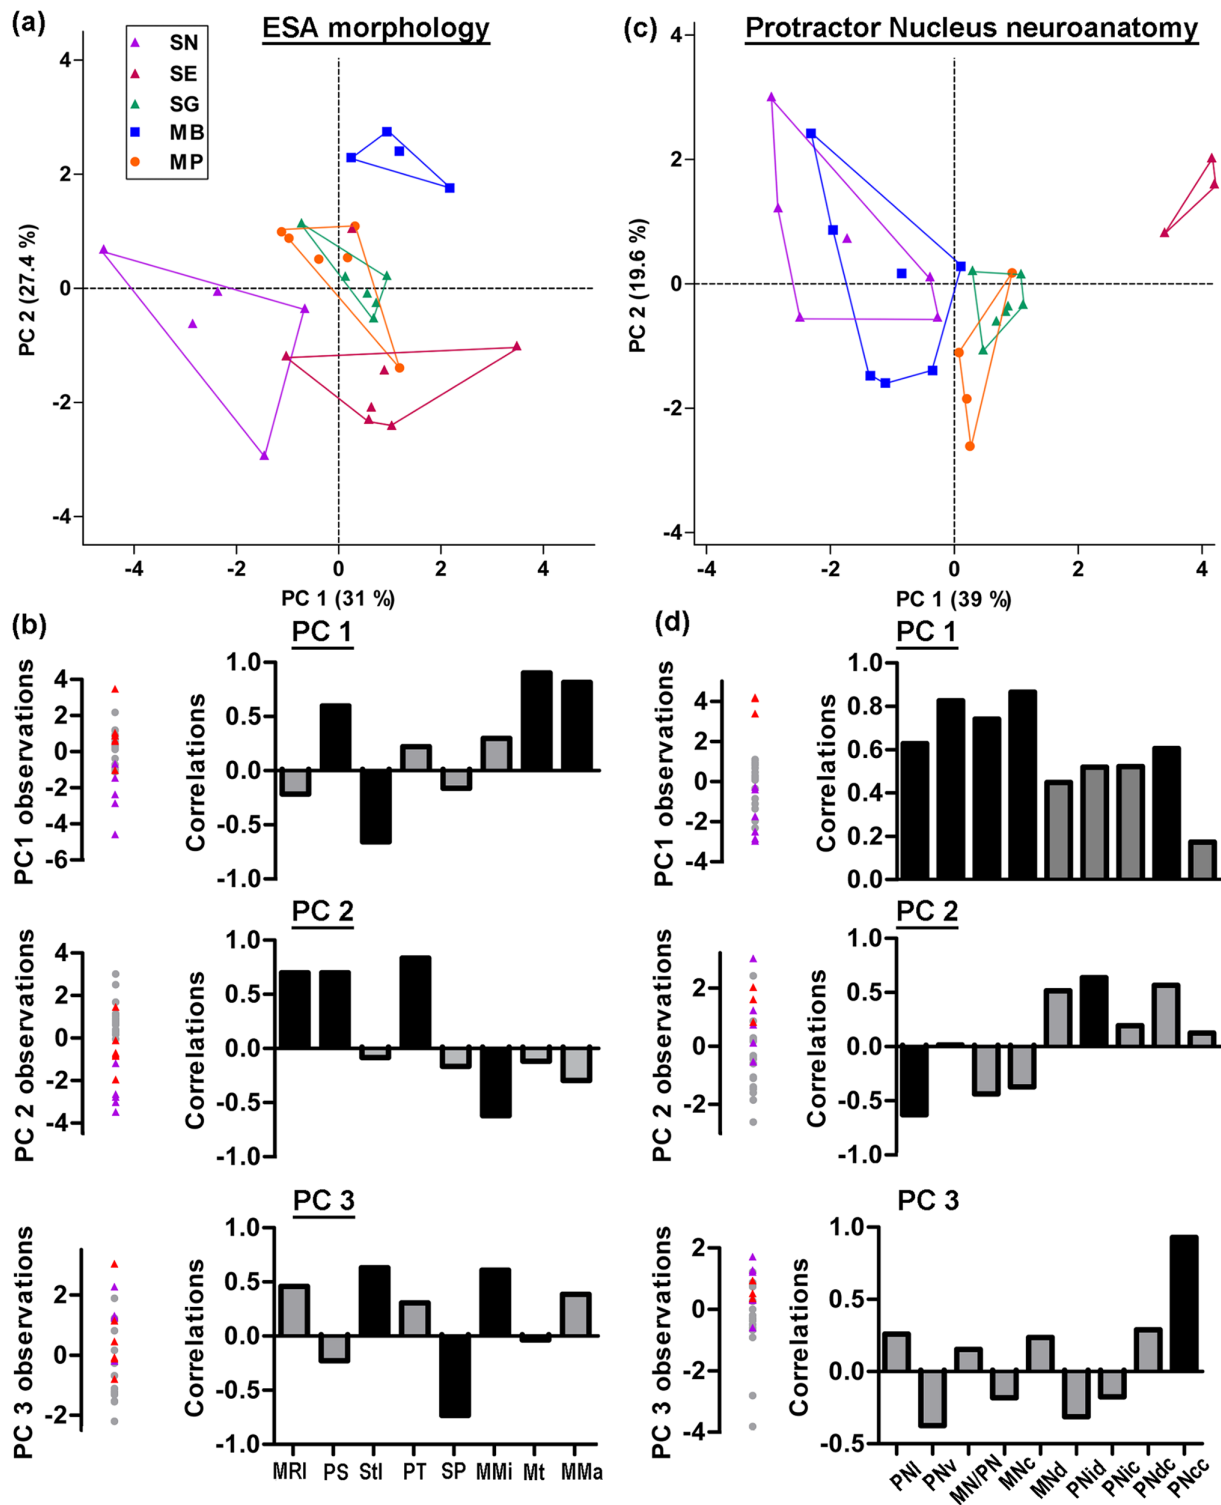 (a)
ESA morphology
SN
SE
SG
MB
MP
4
2
0
-2
-4
PC 2 (27.4 %)
-4
-2
0
2
4
PC 1 (31 %)
(c)
Protractor Nucleus neuroanatomy
4
2
0
-2
-4
PC 2 (19.6 %)
-4
-2
0
2
4
PC 1 (39 %)
(b)
PC 1
PC1 observations
4
2
0
-2
-4
-6
Correlations
1.0
0.5
0.0
-0.5
-1.0
PC 2
PC 2 observations
4
2
0
-2
-4
Correlations
1.0
0.5
0.0
-0.5
-1.0
PC 3
PC 3 observations
2
0
-2
Correlations
1.0
0.5
0.0
-0.5
-1.0
MRI PS Stl PT SP MMi Mt MMa
(d)
PC 1
PC1 observations
4
2
0
-2
-4
Correlations
1.0
0.8
0.6
0.4
0.2
0.0
PC 2
PC 2 observations
2
0
-2
Correlations
1.0
0.5
0.0
-0.5
-1.0
PC 3
PC 3 observations
2
0
-2
-4
Correlations
1.0
0.5
0.0
-0.5
PNl PNv MN/PN MNc MNd PNid PNic PNdc PNcc